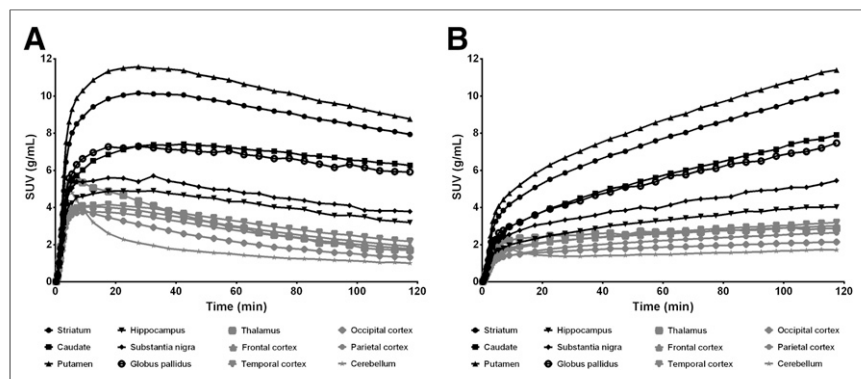 A
B
12
10
8
6
4
2
0
SUV (g/mL)
0 20 40 60 80 100 120
Time (min)
12
10
8
6
4
2
0
SUV (g/mL)
0 20 40 60 80 100 120
Time (min)
Striatum Hippocampus Thalamus Occipital cortex
Caudate Substantia nigra Frontal cortex Parietal cortex
Putamen Globus pallidus Temporal cortex Cerebellum
Striatum Hippocampus Thalamus Occipital cortex
Caudate Substantia nigra Frontal cortex Parietal cortex
Putamen Globus pallidus Temporal cortex Cerebellum